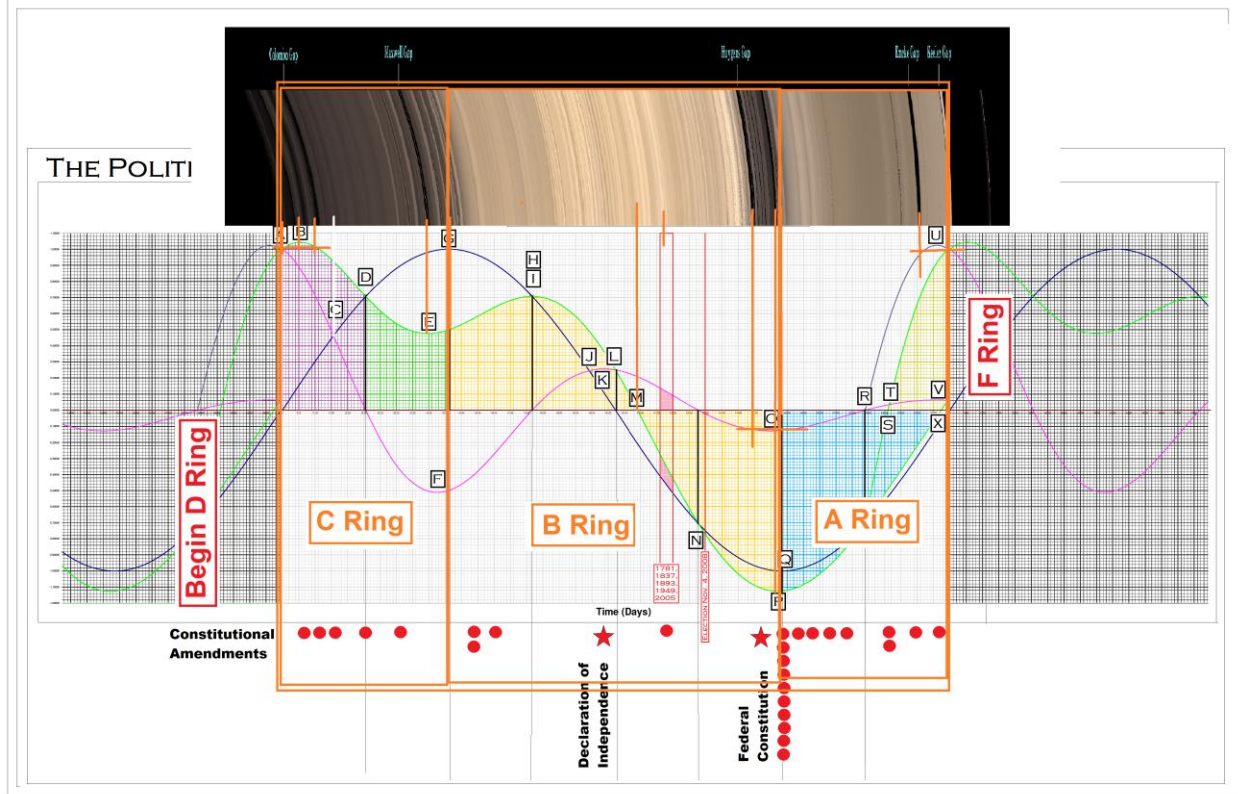 Colombo Gap
Maxwell Gap
Huygens Gap
Encke Gap
Keeler Gap
THE POLITI
A
B
C
D
E
F
G
H
I
J
K
L
M
N
O
P
Q
R
S
T
U
V
X
Begin D Ring
C Ring
B Ring
A Ring
F Ring
1781,
1837,
1893,
1949,
2005
ELECTION NOV. 4, 2008
Time (Days)
Constitutional
Amendments
Declaration of
Independence
Federal
Constitution